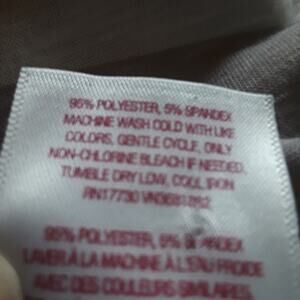 95% POLYESTER, 5% SPANDEX
MACHINE WASH COLD WITH LIKE
COLORS, GENTLE CYCLE, ONLY
NON-CHLORINE BLEACH IF NEEDED,
TUMBLE DRY LOW, COOL IRON
RN17730
95% POLYESTER, 5% SPANDEX
LAVER À LA MACHINE À L'EAU FROIDE
AVEC DES COULEURS SIMILAIRES,